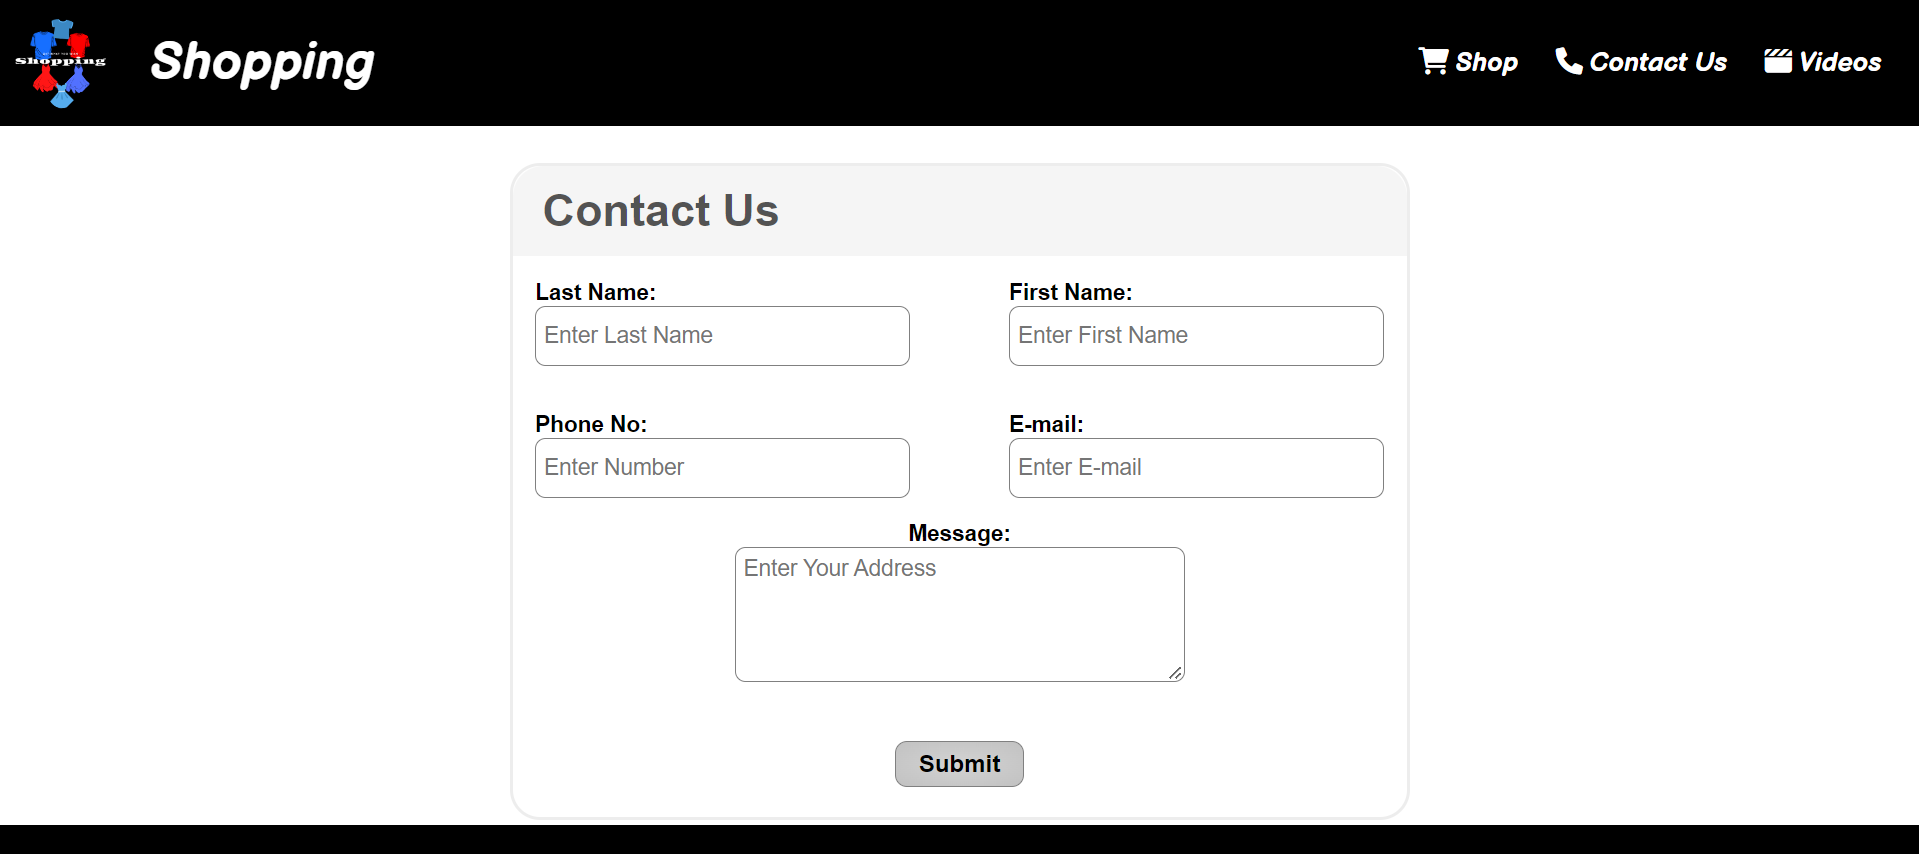 Shopping
Shopping
Shop
Contact Us
Videos
Contact Us
Last Name:
First Name:
Enter Last Name
Enter First Name
Phone No:
E-mail:
Enter Number
Enter E-mail
Message:
Enter Your Address
Submit